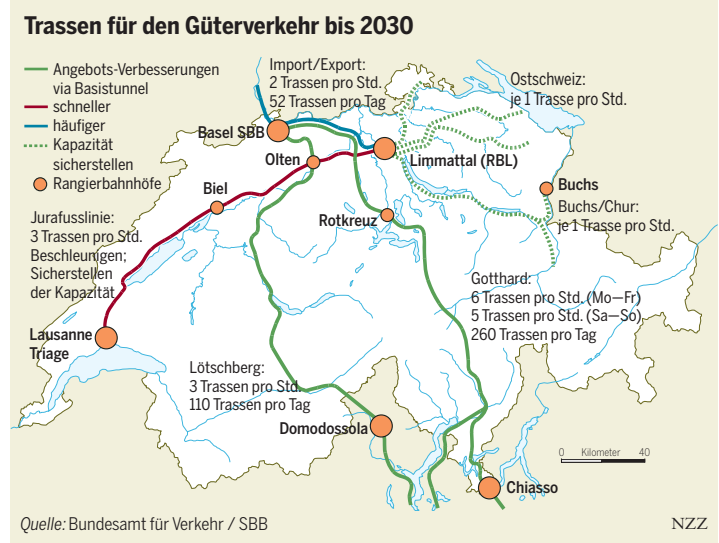 Trassen für den Güterverkehr bis 2030
Angebots-Verbesserungen
via Basistunnel
schneller
häufiger
Kapazität
sicherstellen
Rangierbahnhöfe
Import/Export:
2 Trassen pro Std.
52 Trassen pro Tag
Ostschweiz:
je 1 Trasse pro Std.
Basel SBB
Olten
Limmattal (RBL)
Biel
Buchs
Buchs/Chur:
je 1 Trasse pro Std.
Rotkreuz
Jurafusslinie:
3 Trassen pro Std.
Beschleungen;
Sicherstellen
der Kapazität
Gotthard:
6 Trassen pro Std. (Mo–Fr)
5 Trassen pro Std. (Sa–So)
260 Trassen pro Tag
Lausanne
Triage
Lötschberg:
3 Trassen pro Std.
110 Trassen pro Tag
Domodossola
0 Kilometer 40
Chiasso
Quelle: Bundesamt für Verkehr / SBB
NZZ